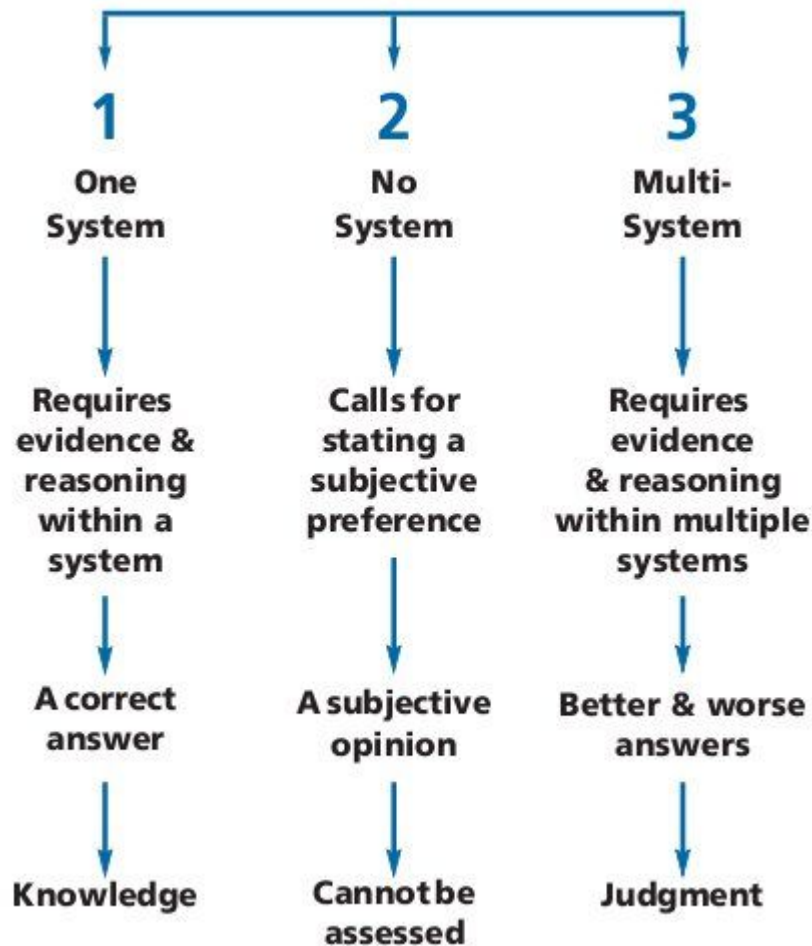 1
One
System
Requires
evidence &
reasoning
within a
system
A correct
answer
Knowledge
2
No
System
Calls for
stating a
subjective
preference
A subjective
opinion
Cannot be
assessed
3
Multi-
System
Requires
evidence
& reasoning
within multiple
systems
Better & worse
answers
Judgment